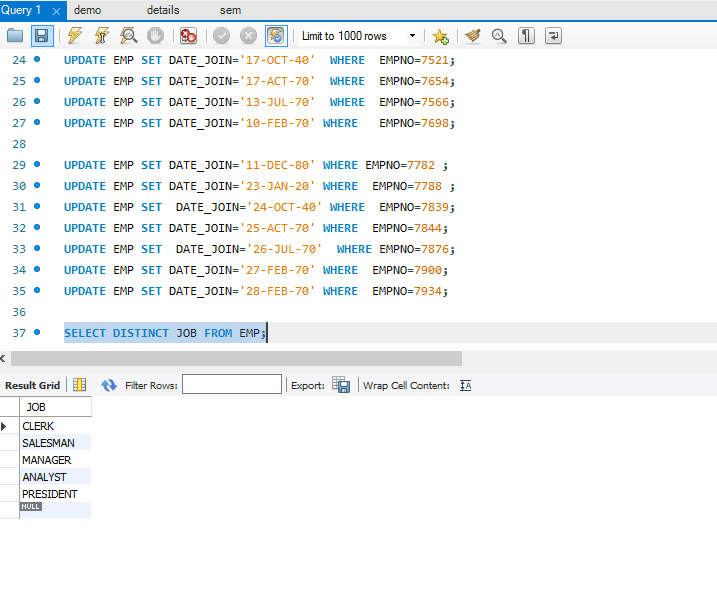 Query 1 demo details sem
Limit to 1000 rows
24 UPDATE EMP SET DATE_JOIN='17-OCT-40' WHERE EMPNO=7521;
25 UPDATE EMP SET DATE_JOIN='17-ACT-70' WHERE EMPNO=7654;
26 UPDATE EMP SET DATE_JOIN='13-JUL-70' WHERE EMPNO=7566;
27 UPDATE EMP SET DATE_JOIN='10-FEB-70' WHERE EMPNO=7698;
28
29 UPDATE EMP SET DATE_JOIN='11-DEC-80' WHERE EMPNO=7782 ;
30 UPDATE EMP SET DATE_JOIN='23-JAN-20' WHERE EMPNO=7788 ;
31 UPDATE EMP SET DATE_JOIN='24-OCT-40' WHERE EMPNO=7839;
32 UPDATE EMP SET DATE_JOIN='25-ACT-70' WHERE EMPNO=7844;
33 UPDATE EMP SET DATE_JOIN='26-JUL-70' WHERE EMPNO=7876;
34 UPDATE EMP SET DATE_JOIN='27-FEB-70' WHERE EMPNO=7900;
35 UPDATE EMP SET DATE_JOIN='28-FEB-70' WHERE EMPNO=7934;
36
37 SELECT DISTINCT JOB FROM EMP;
Result Grid Filter Rows: Export: Wrap Cell Content:
JOB
CLERK
SALESMAN
MANAGER
ANALYST
PRESIDENT
NULL